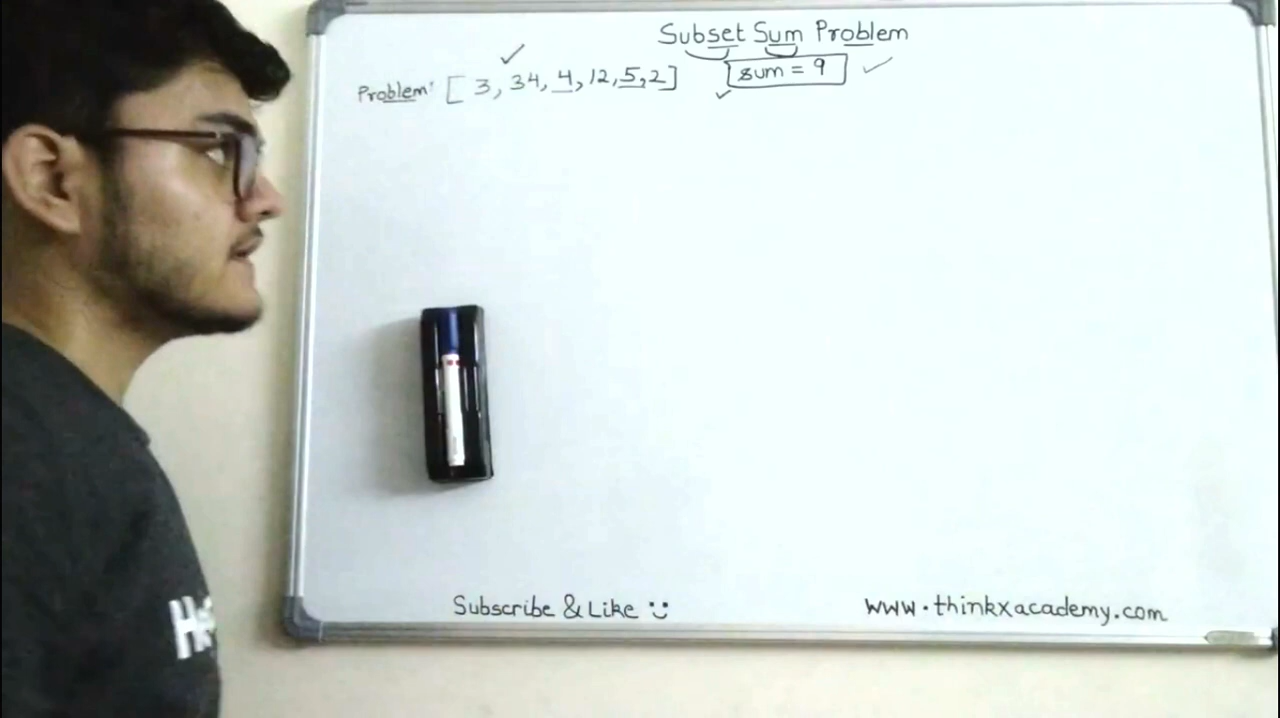 Subset Sum Problem
Problem: [ 3, 34, 4, 12, 5, 2 ] sum = 9
Subscribe & Like
www.thinkxacademy.com